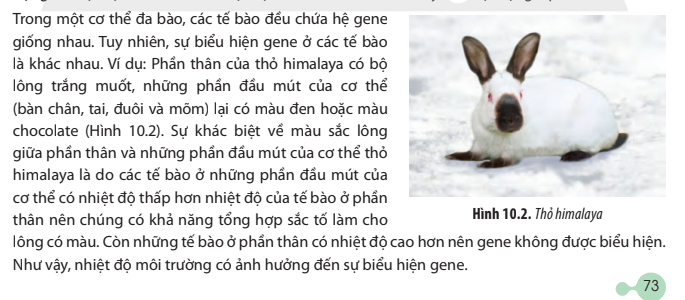 Trong một cơ thể đa bào, các tế bào đều chứa hệ gene
giống nhau. Tuy nhiên, sự biểu hiện gene ở các tế bào
là khác nhau. Ví dụ: Phần thân của thỏ himalaya có bộ
lông trắng muốt, những phần đầu mút của cơ thể
(bàn chân, tai, đuôi và mõm) lại có màu đen hoặc màu
chocolate (Hình 10.2). Sự khác biệt về màu sắc lông
giữa phần thân và những phần đầu mút của cơ thể thỏ
himalaya là do các tế bào ở những phần đầu mút của
cơ thể có nhiệt độ thấp hơn nhiệt độ của tế bào ở phần
thân nên chúng có khả năng tổng hợp sắc tố làm cho
lông có màu. Còn những tế bào ở phần thân có nhiệt độ cao hơn nên gene không được biểu hiện.
Như vậy, nhiệt độ môi trường có ảnh hưởng đến sự biểu hiện gene.
Hình 10.2. Thỏ himalaya
73